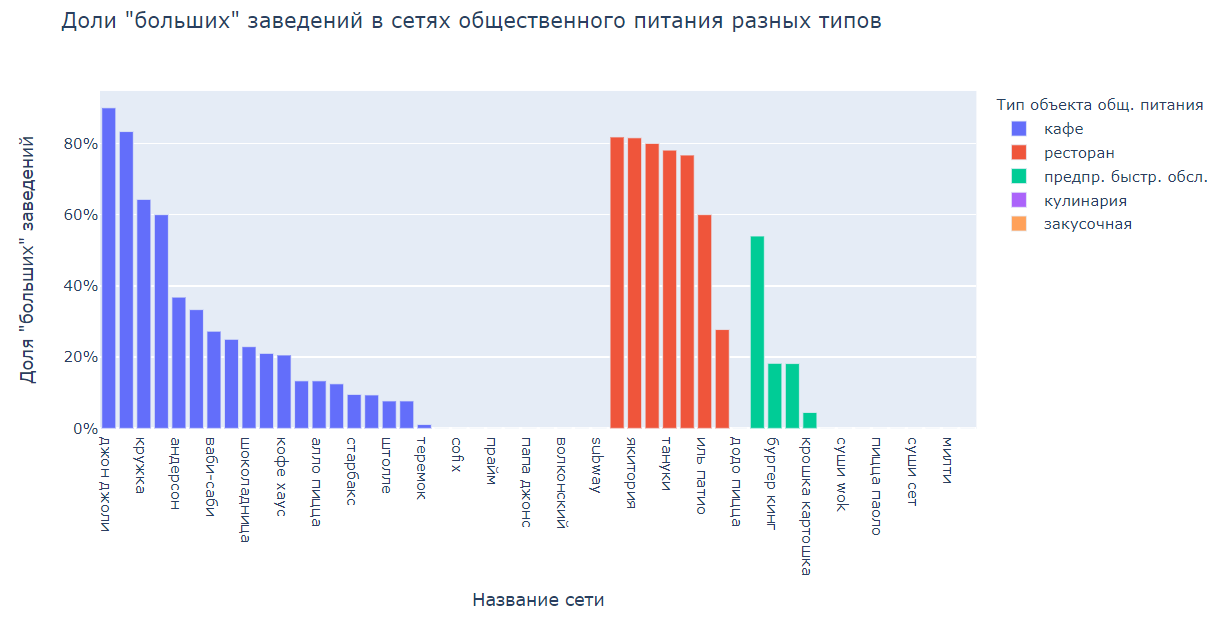 Доли "больших" заведений в сетях общественного питания разных типов
Доля "больших" заведений
80%
60%
40%
20%
0%
джон джоли
кружка
андерсон
ваби-саби
шоколадница
кофе хаус
алло пицца
старбакс
штолле
теремок
cofix
прайм
папа джонс
волконский
subway
якитория
тануки
иль патио
додо пицца
бургер кинг
крошка картошка
суши wok
пицца паоло
суши сет
милти
Название сети
Тип объекта общ. питания
кафе
ресторан
предпр. быстр. обсл.
кулинария
закусочная